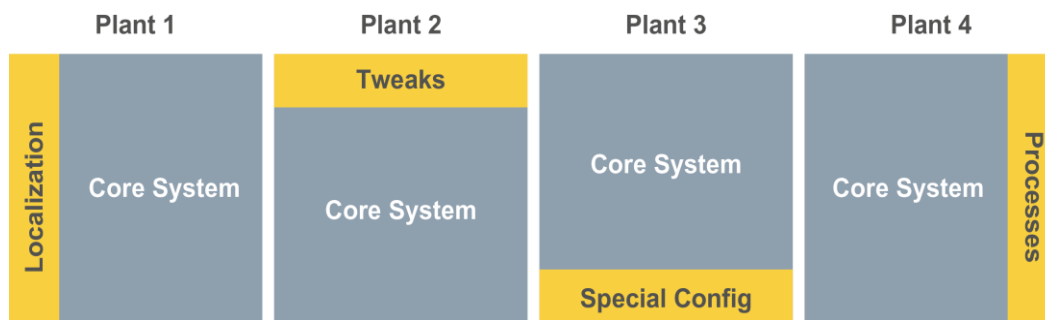 Plant 1
Plant 2
Plant 3
Plant 4
Localization
Core System
Tweaks
Core System
Core System
Special Config
Core System
Processes